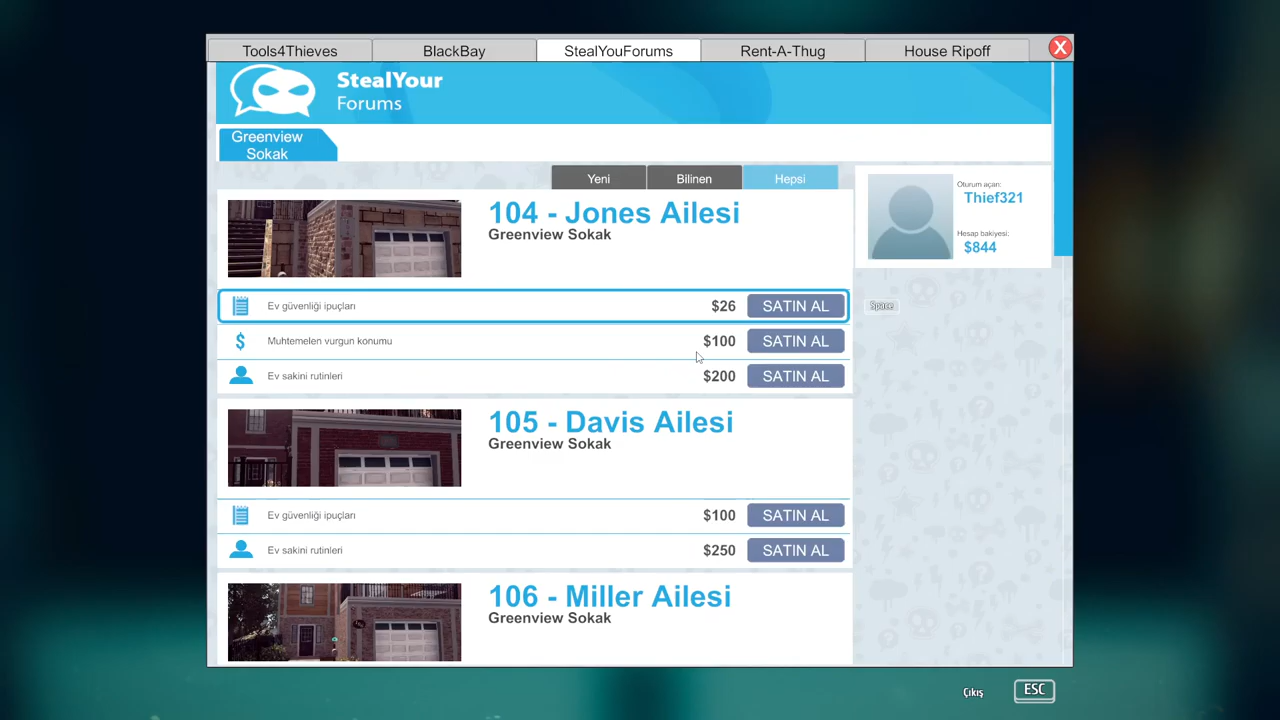 Tools4Thieves
BlackBay
StealYouForums
Rent-A-Thug
House Ripoff
X
StealYour
Forums
Greenview
Sokak
Yeni
Bilinen
Hepsi
Oturum açan:
Thief321
Hesap bakiyesi:
$844
104 - Jones Ailesi
Greenview Sokak
Ev güvenliği ipuçları
$26
SATIN AL
Space
Muhtemelen vurgun konumu
$100
SATIN AL
Ev sakini rutinleri
$200
SATIN AL
105 - Davis Ailesi
Greenview Sokak
Ev güvenliği ipuçları
$100
SATIN AL
Ev sakini rutinleri
$250
SATIN AL
106 - Miller Ailesi
Greenview Sokak
Çıkış
ESC